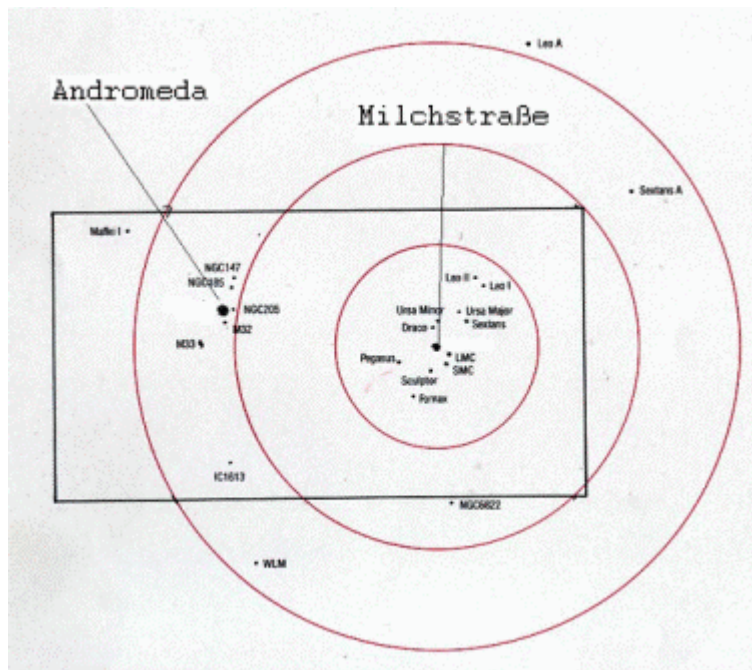 Leo A
Andromeda
Milchstraße
Sextans A
Maffei I
NGC147
Leo II
NGC185
Leo I
Ursa Minor
Ursa Major
NGC205
Draco
Sextans
M32
M33
LMC
Pegasus
SMC
Sculptor
Fornax
IC1613
NGC6822
WLM